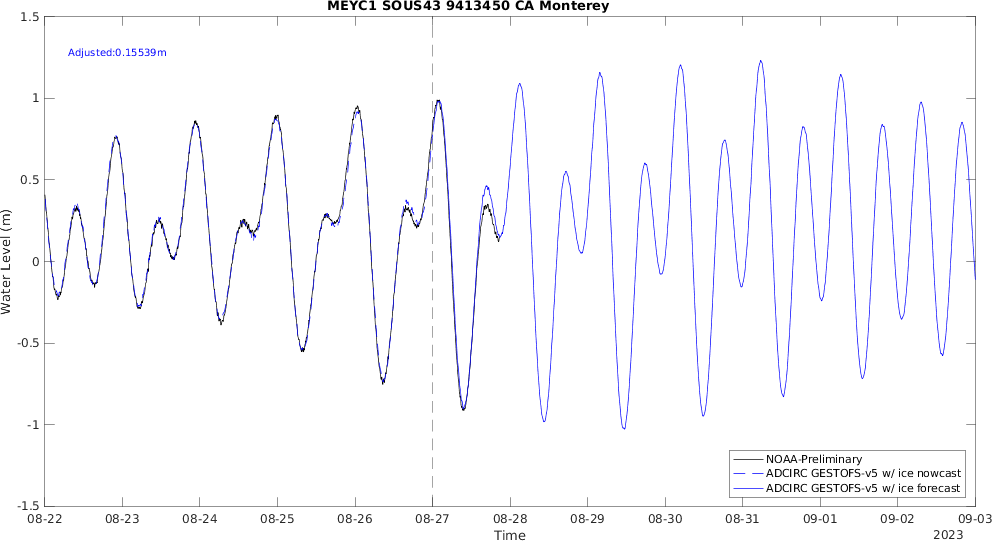 MEYC1 SOUS43 9413450 CA Monterey
Adjusted:0.15539m
1.5
1
0.5
0
-0.5
-1
-1.5
Water Level (m)
NOAA-Preliminary
ADCIRC GESTOFS-v5 w/ ice nowcast
ADCIRC GESTOFS-v5 w/ ice forecast
08-22 08-23 08-24 08-25 08-26 08-27 08-28 08-29 08-30 08-31 09-01 09-02 09-03
Time
2023